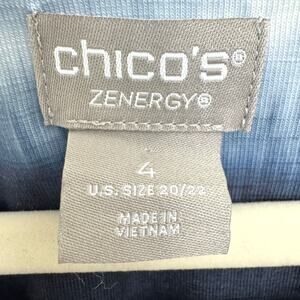 chico's®
ZENERGY®
4
U.S. SIZE 20/22
MADE IN
VIETNAM